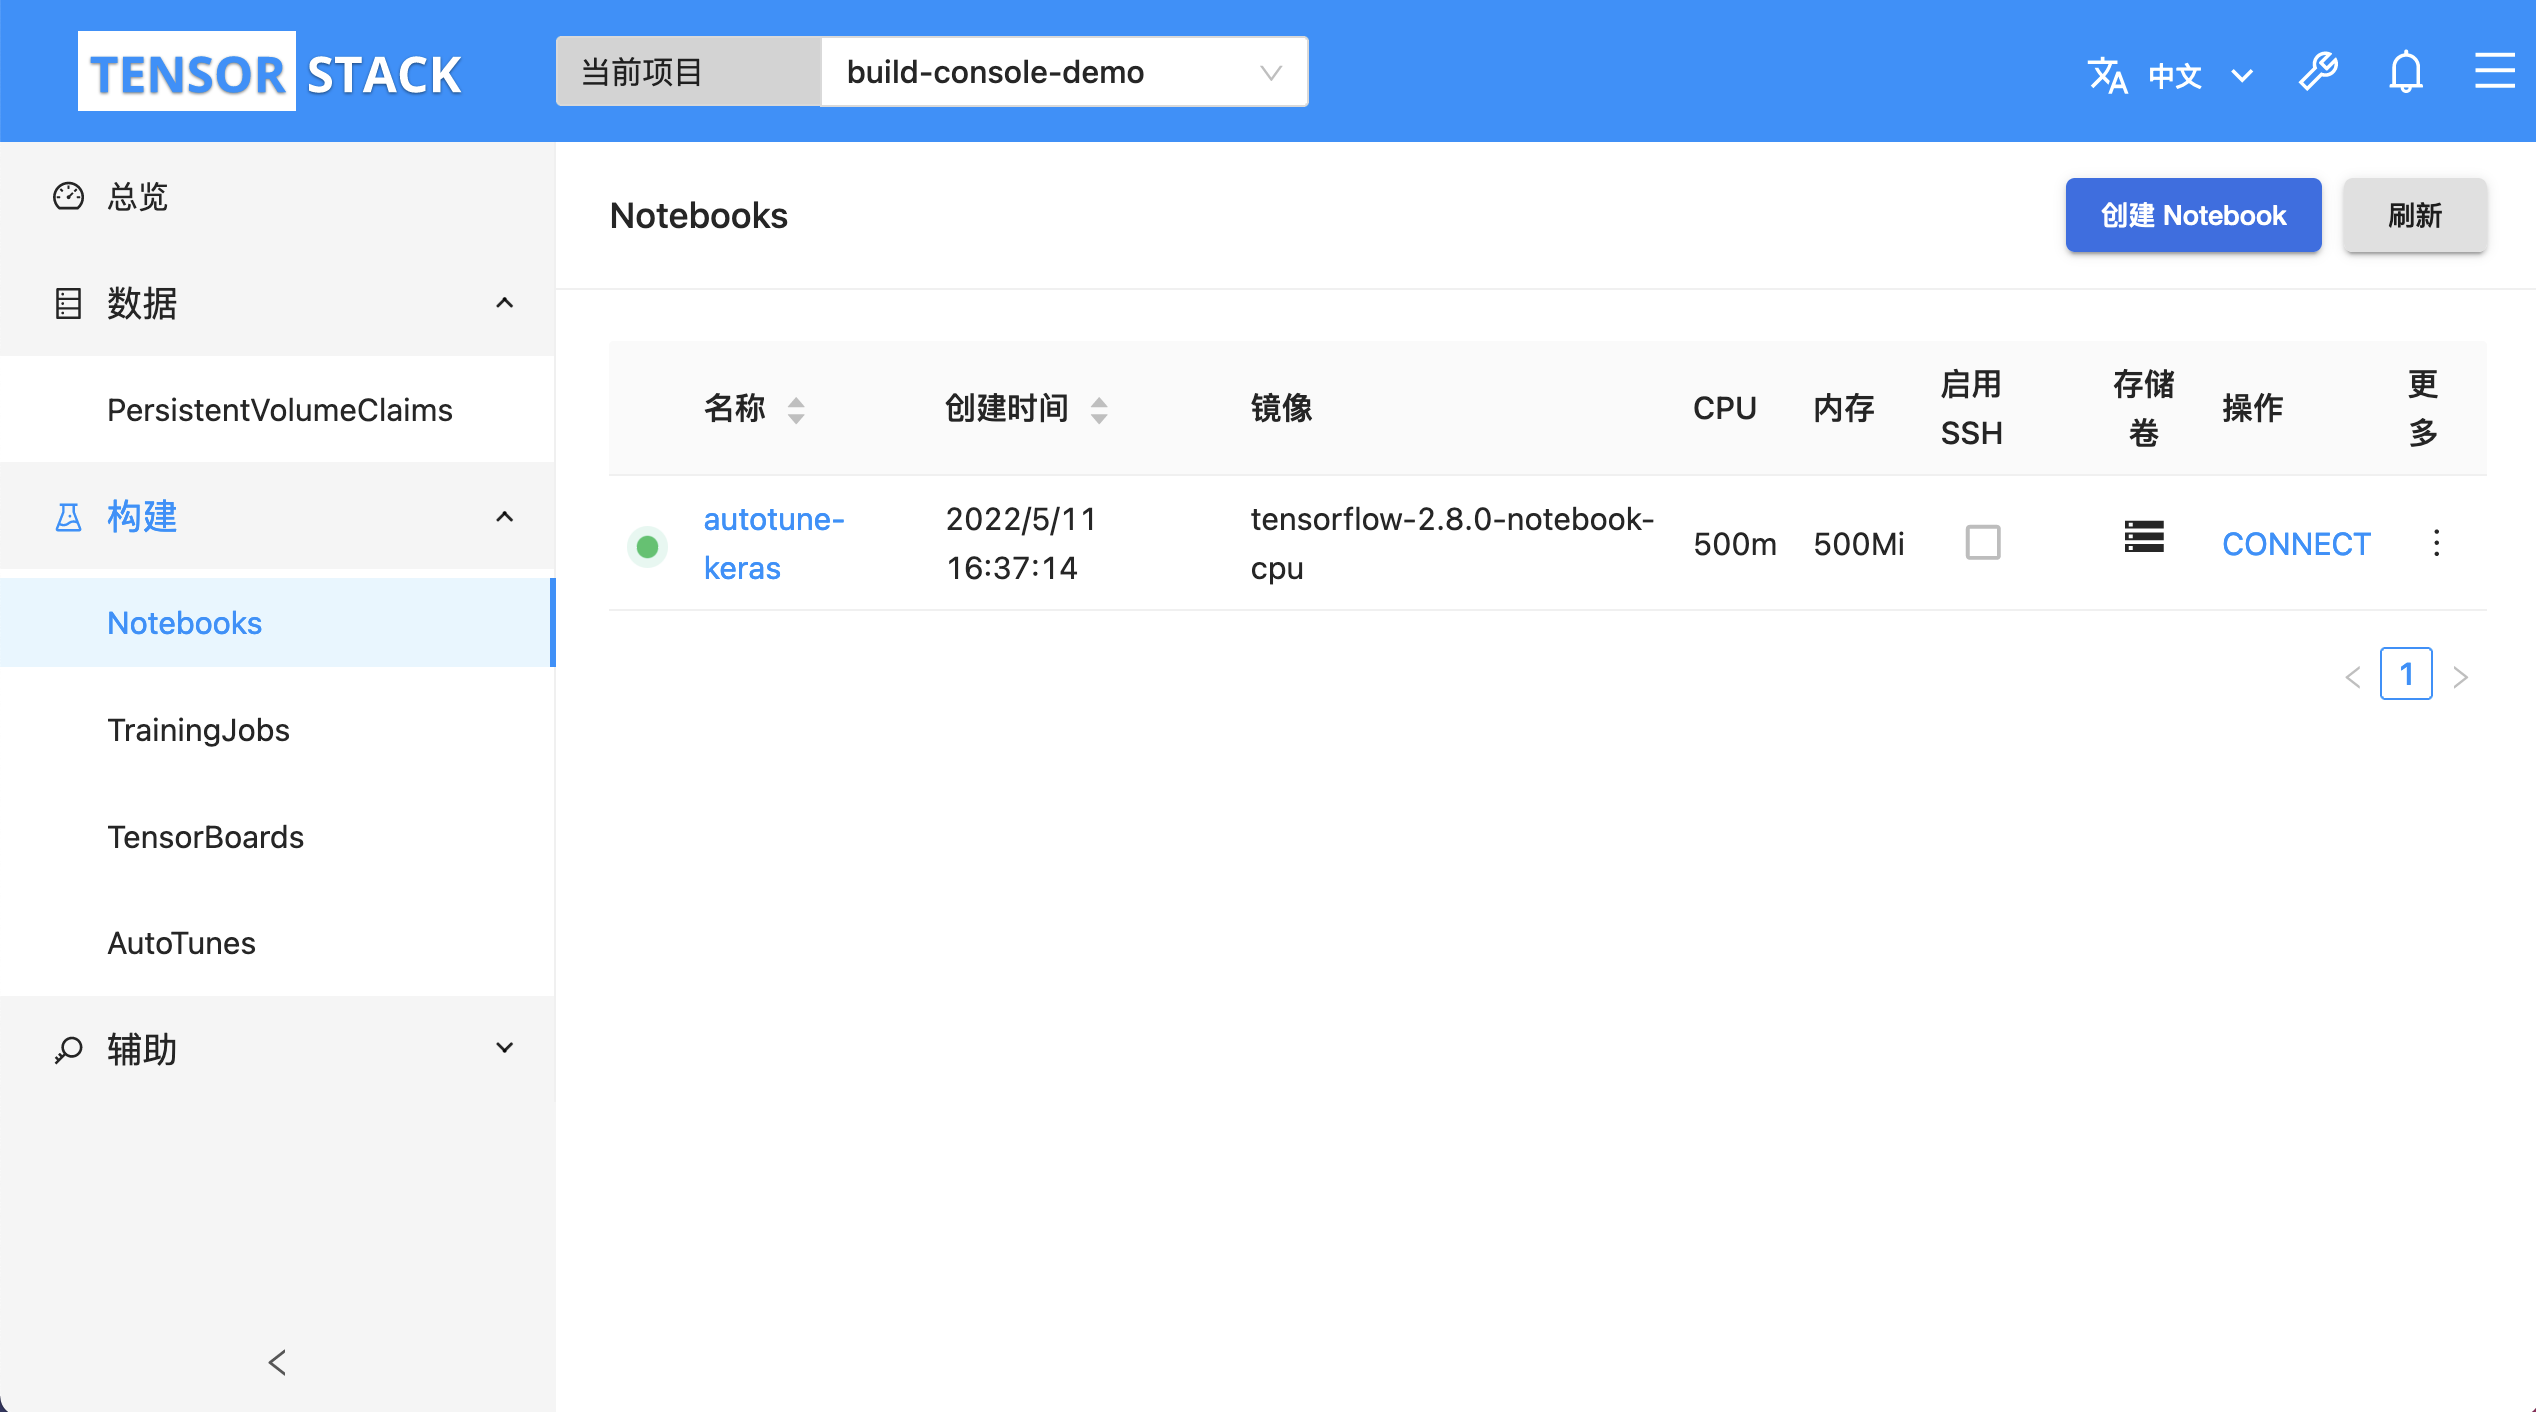 TENSOR STACK
当前项目
build-console-demo
中文
总览
数据
PersistentVolumeClaims
构建
Notebooks
TrainingJobs
TensorBoards
AutoTunes
辅助
Notebooks
创建 Notebook
刷新
名称
创建时间
镜像
CPU
内存
启用
SSH
存储
卷
操作
更
多
autotune-
keras
2022/5/11
16:37:14
tensorflow-2.8.0-notebook-
cpu
500m
500Mi
CONNECT
1